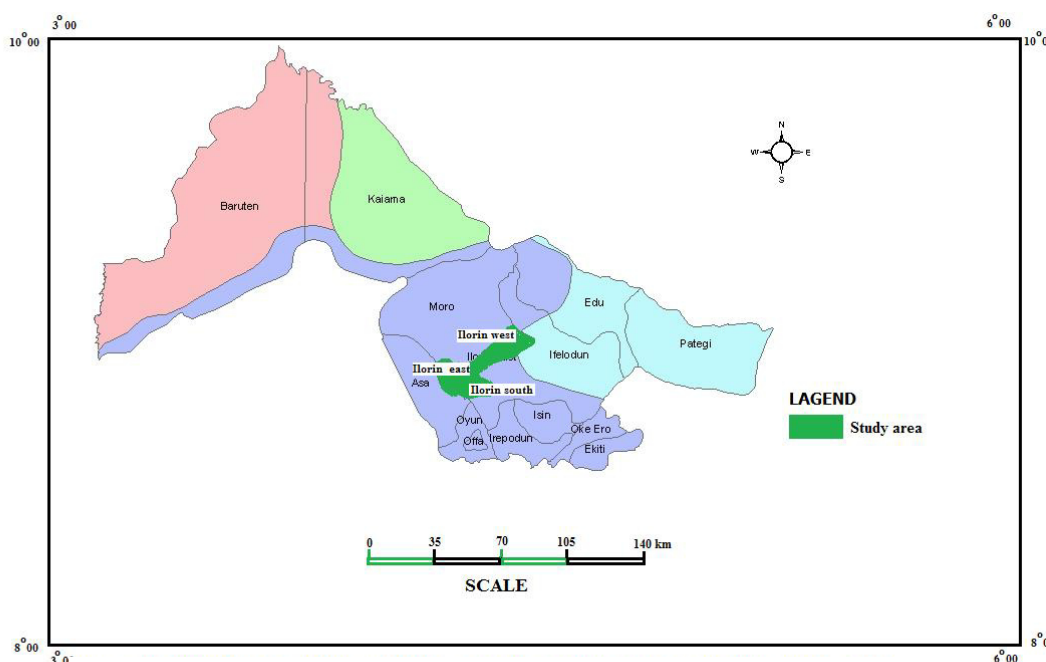 3°00
6°00
10°00
10°00
N
W
E
S
Baruten
Kaiama
Moro
Edu
Pategi
Ilorin west
Ifelodun
Ilorin east
Asa
Ilorin south
Oyun
Isin
Offa
Irepodun
Oke Ero
Ekiti
LAGEND
Study area
0 35 70 105 140 km
SCALE
8°00
8°00
6°00